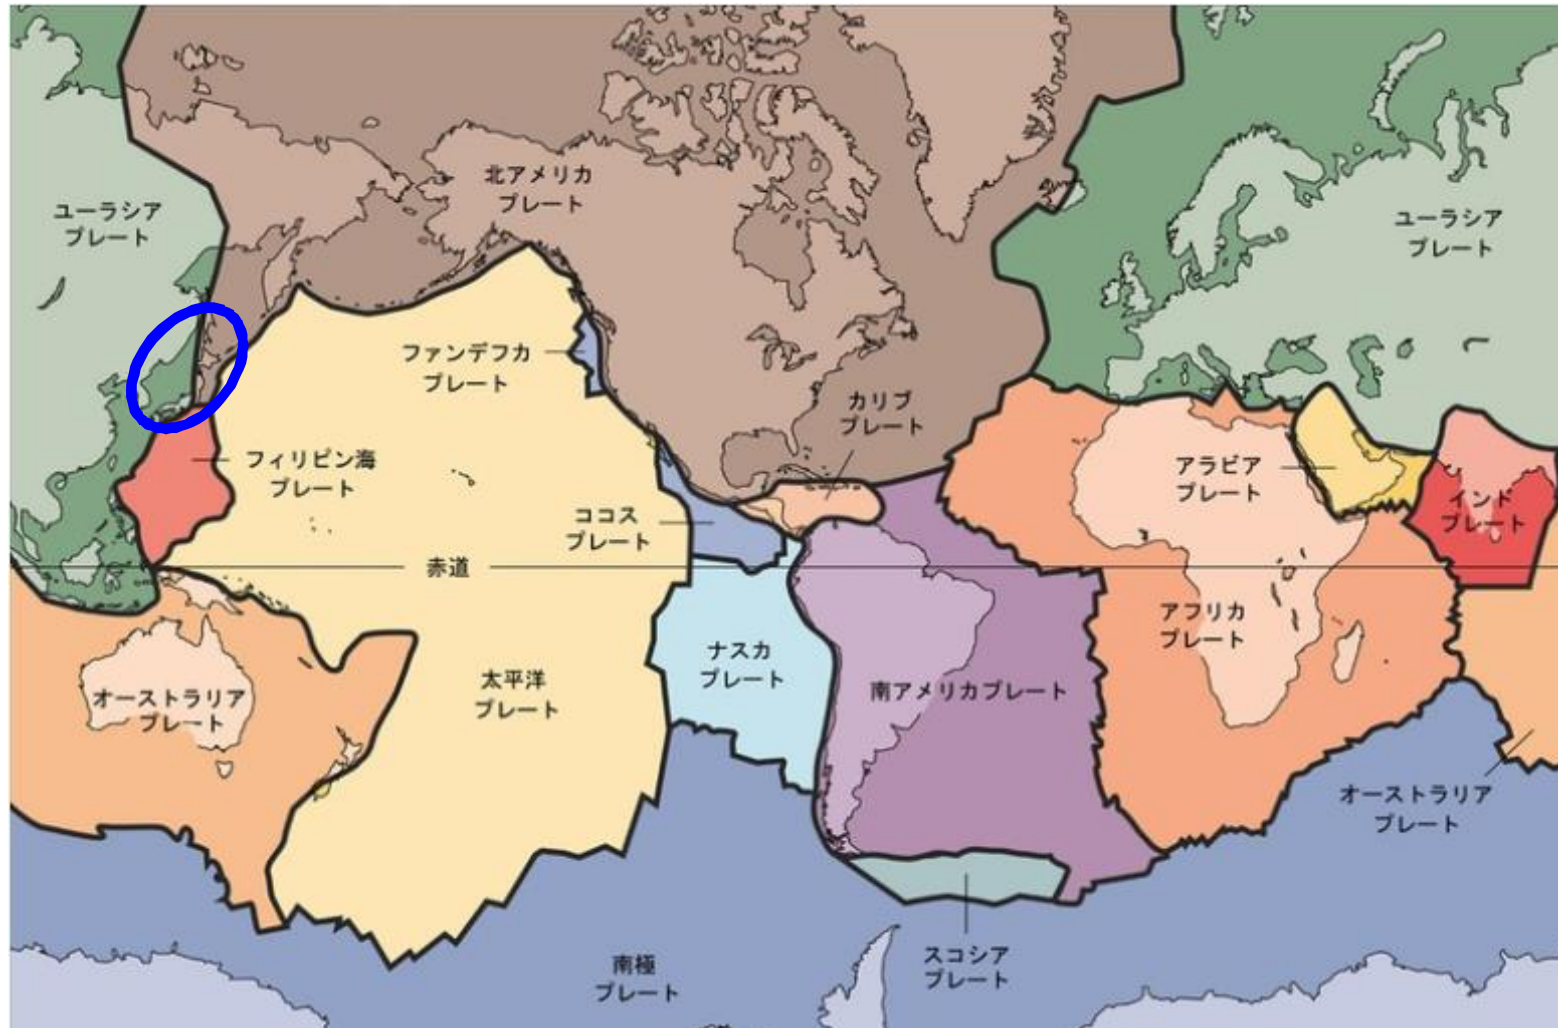 北アメリカ
プレート
ユーラシア
プレート
ユーラシア
プレート
ファンデフカ
プレート
カリブ
プレート
フィリピン海
プレート
アラビア
プレート
インド
プレート
ココス
プレート
赤道
アフリカ
プレート
ナスカ
プレート
太平洋
プレート
南アメリカプレート
オーストラリア
プレート
オーストラリア
プレート
スコシア
プレート
南極
プレート